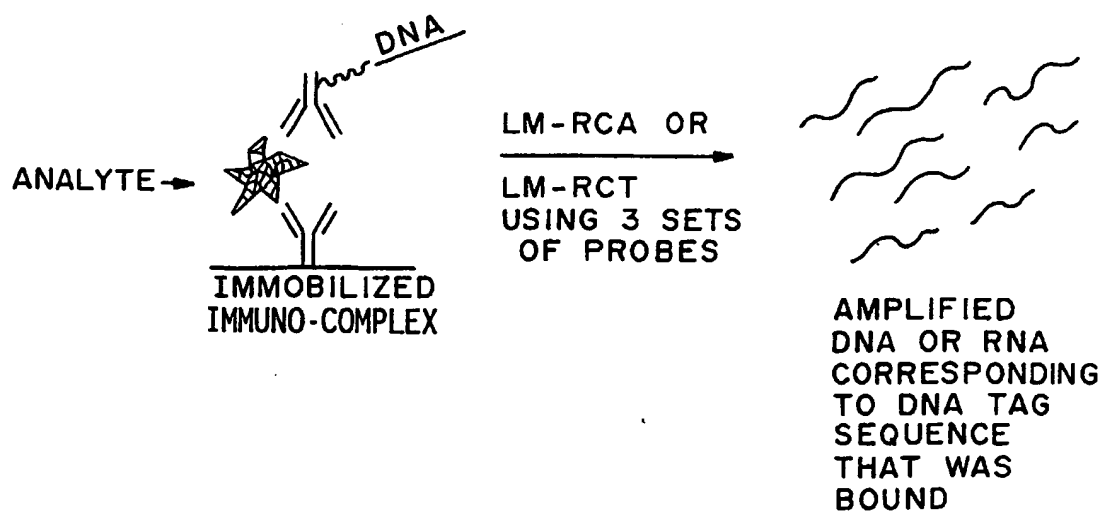 DNA
ANALYTE
IMMOBILIZED
IMMUNO-COMPLEX
LM-RCA OR
LM-RCT
USING 3 SETS
OF PROBES
AMPLIFIED
DNA OR RNA
CORRESPONDING
TO DNA TAG
SEQUENCE
THAT WAS
BOUND